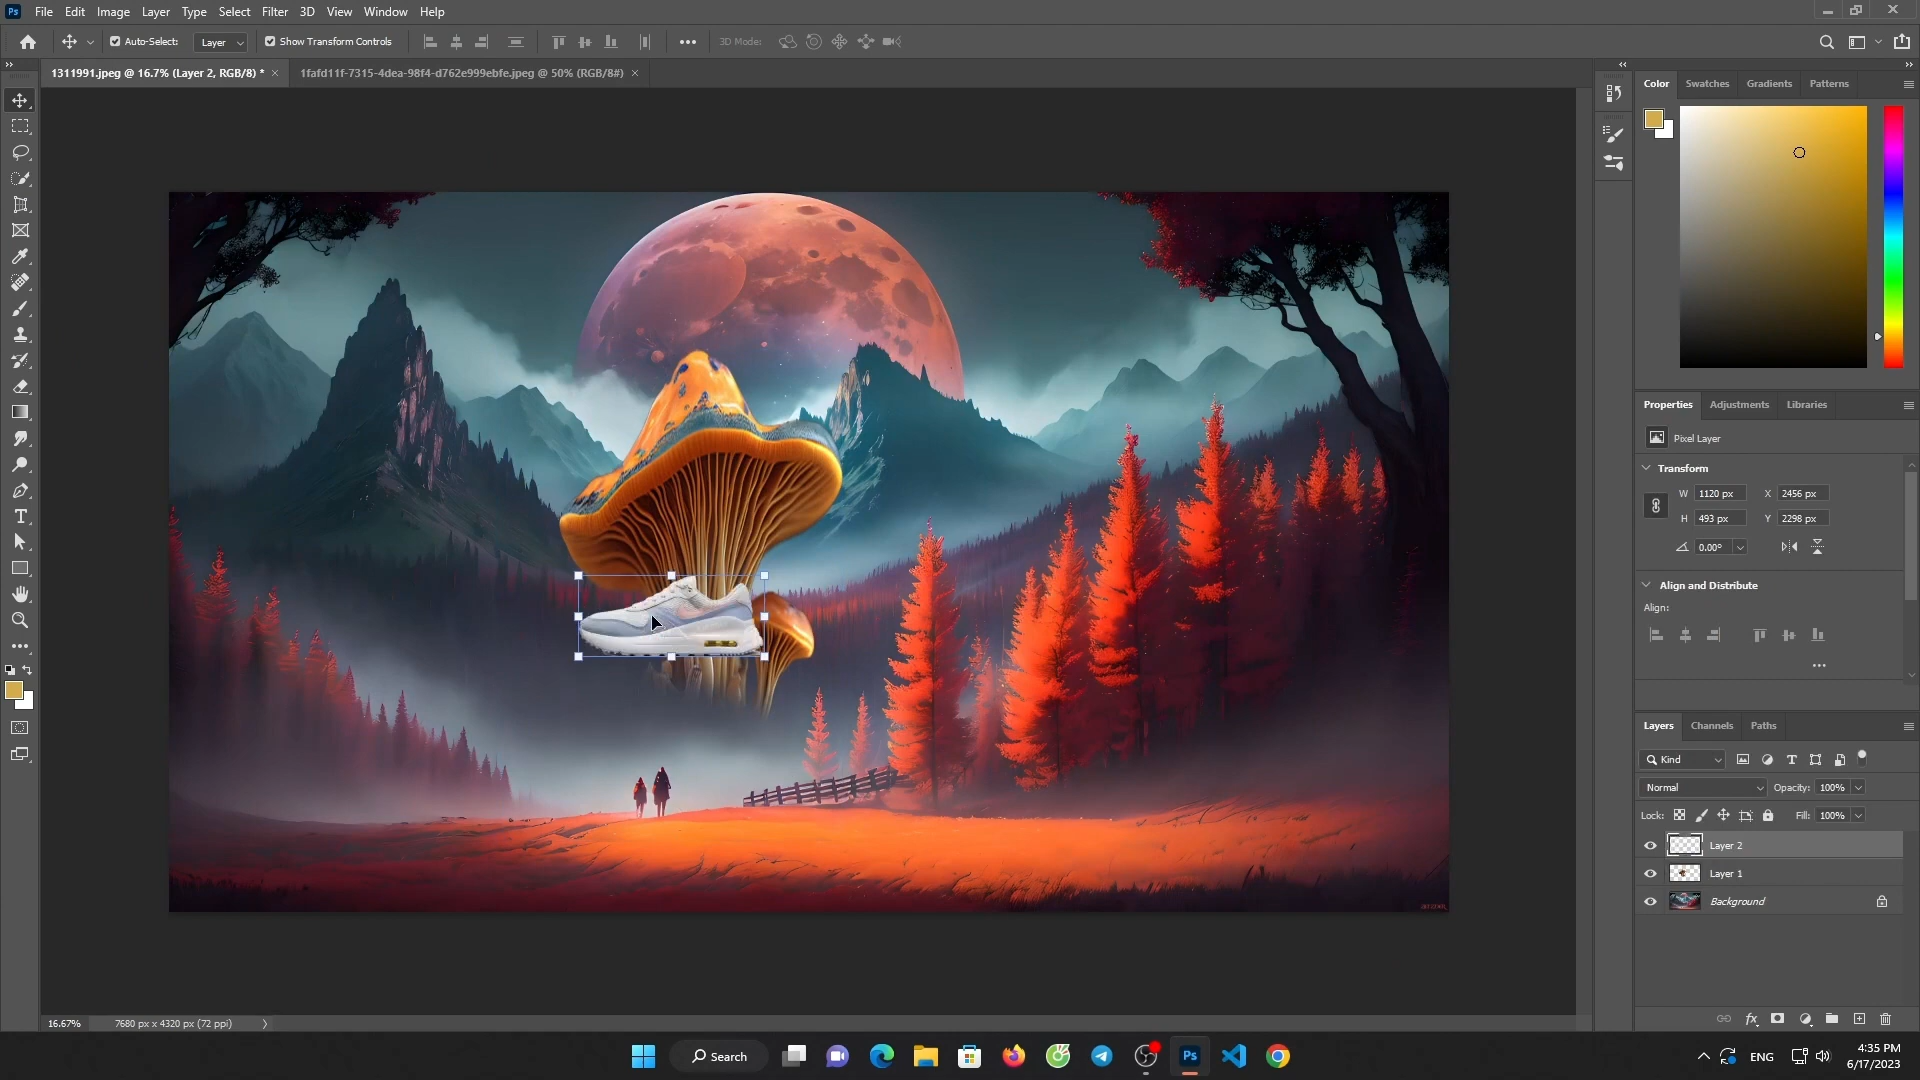 Ps File Edit Image Layer Type Select Filter 3D View Window Help
Auto-Select: Layer Show Transform Controls 3D Mode:
1311991.jpeg @ 16.7% (Layer 2, RGB/8) * × 1fafd11f-7315-4dea-98f4-d762e999ebfe.jpeg @ 50% (RGB/8#) ×
Color Swatches Gradients Patterns
Properties Adjustments Libraries
Pixel Layer
Transform
W 1120 px X 2456 px
H 493 px Y 2298 px
0.00°
Align and Distribute
Align:
Layers Channels Paths
Kind
Normal Opacity: 100%
Lock: Fill: 100%
Layer 2
Layer 1
Background
16.67% 7680 px x 4320 px (72 ppi)
Search Ps ENG 4:35 PM
6/17/2023